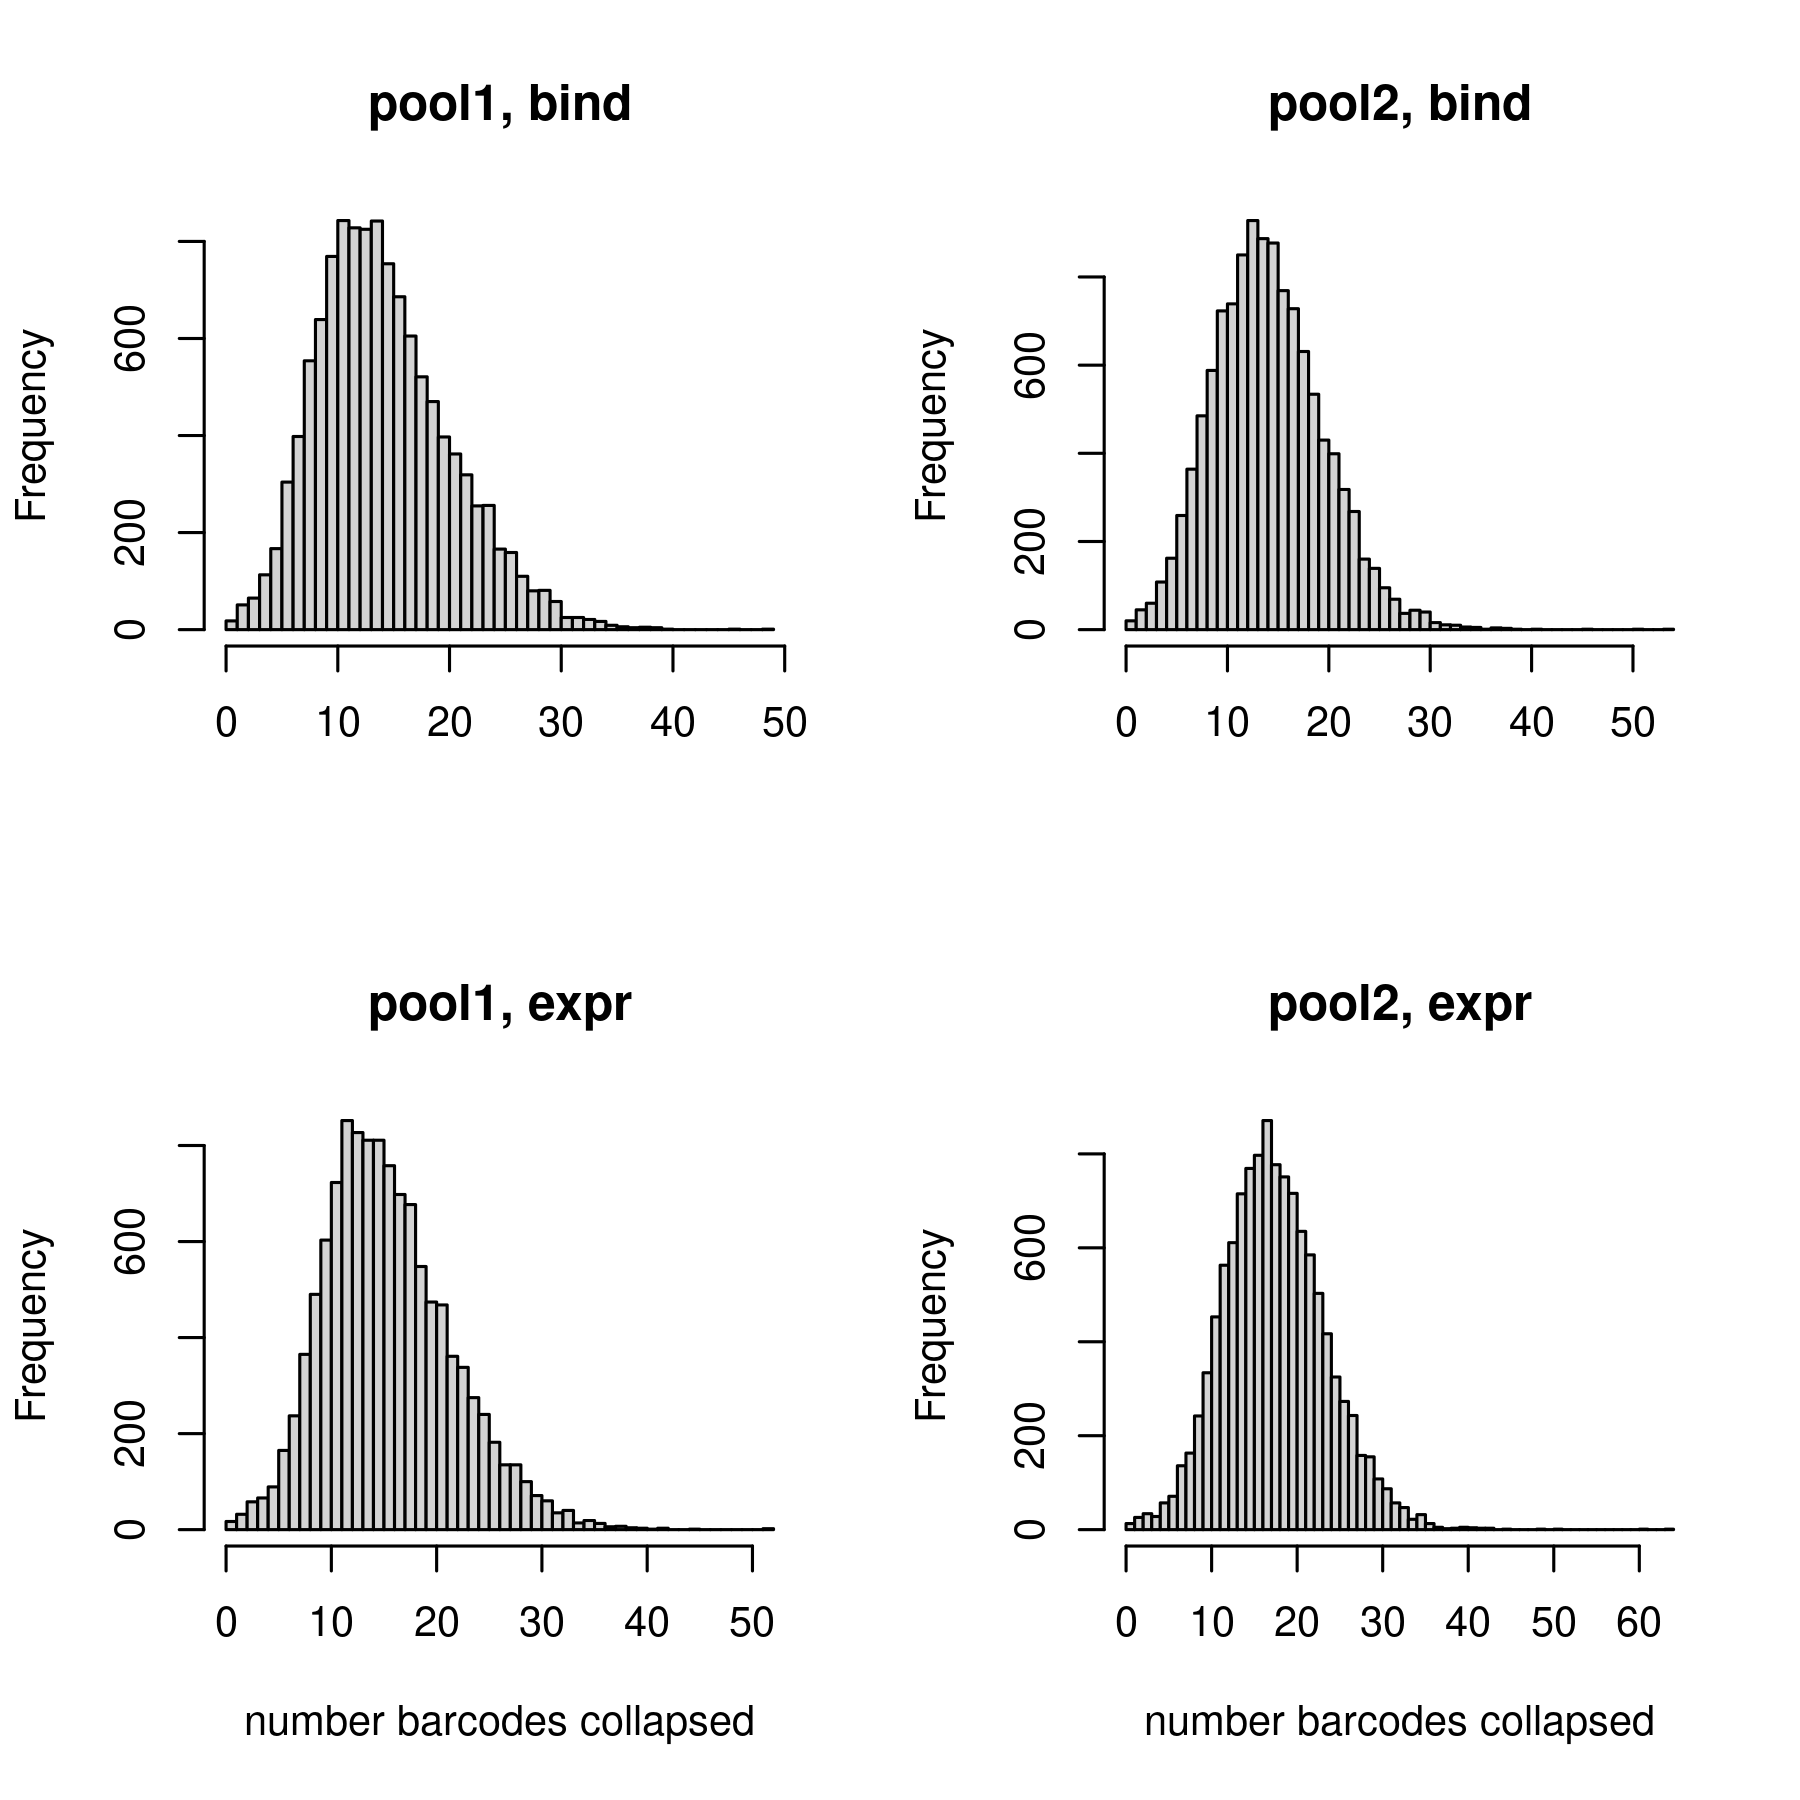 pool1, bind
Frequency
0 200 600
0 10 20 30 40 50
pool2, bind
Frequency
0 200 600
0 10 20 30 40 50
pool1, expr
Frequency
0 200 600
0 10 20 30 40 50
number barcodes collapsed
pool2, expr
Frequency
0 200 600
0 10 20 30 40 50 60
number barcodes collapsed